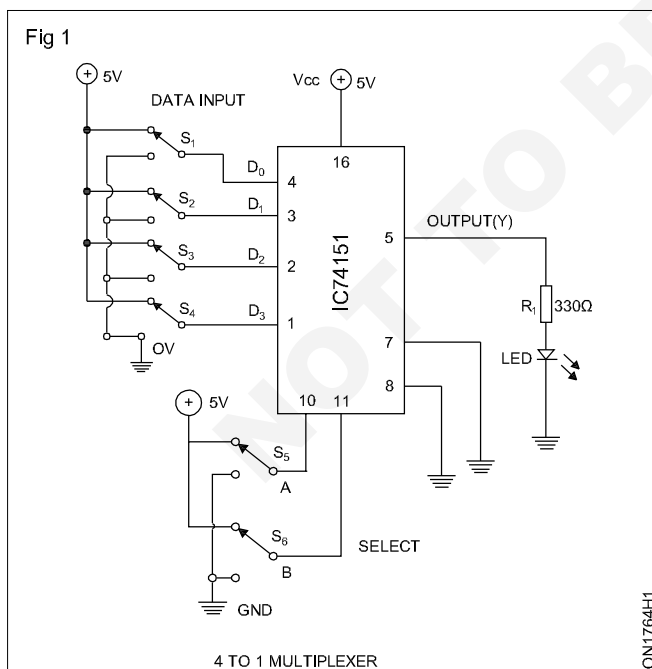 Fig 1
5V
DATA INPUT
Vcc
5V
S1
D0
4
16
S2
D1
3
S3
D2
2
S4
D3
1
0V
IC74151
5
OUTPUT(Y)
R1
330Ω
LED
7
8
10
11
5V
S5
A
S6
B
SELECT
GND
4 TO 1 MULTIPLEXER
NOT TO BE